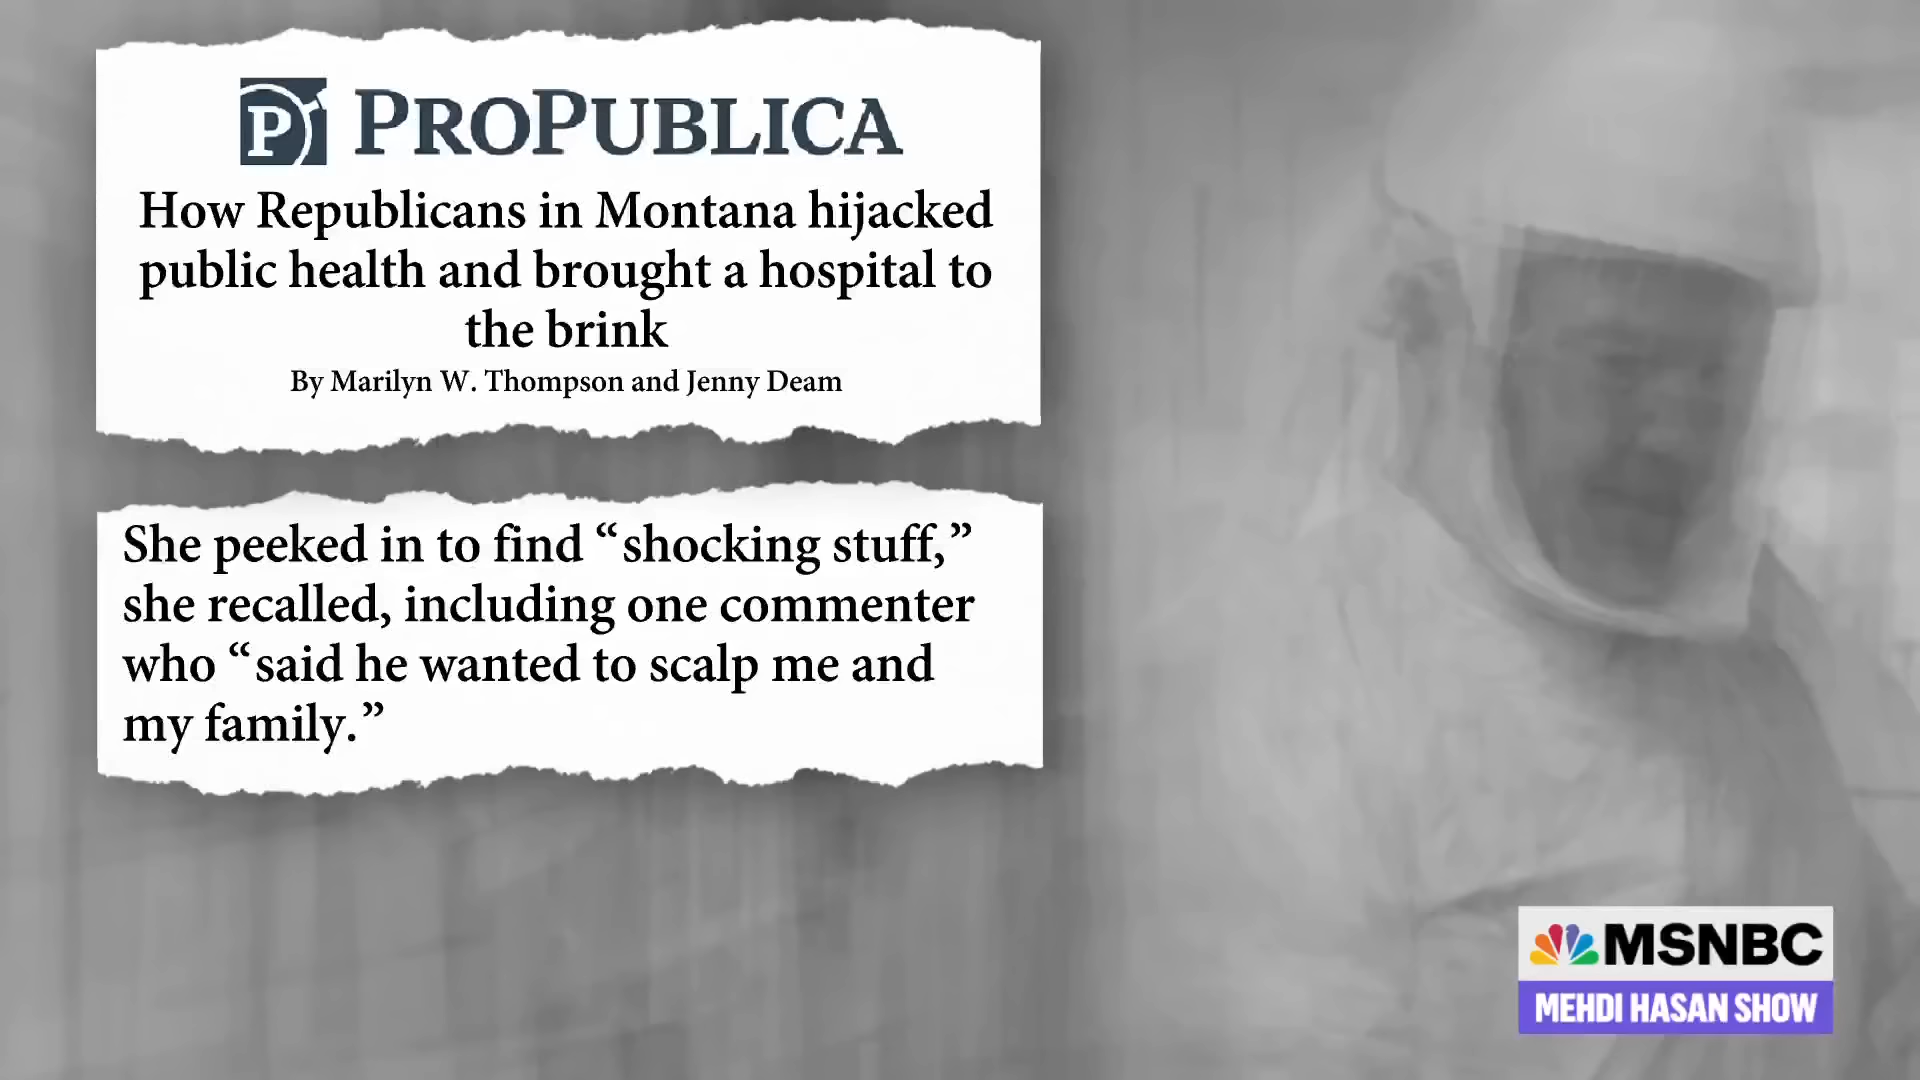 PROPUBLICA
How Republicans in Montana hijacked
public health and brought a hospital to
the brink
By Marilyn W. Thompson and Jenny Deam
She peeked in to find “shocking stuff,”
she recalled, including one commenter
who “said he wanted to scalp me and
my family.”
MSNBC
MEHDI HASAN SHOW